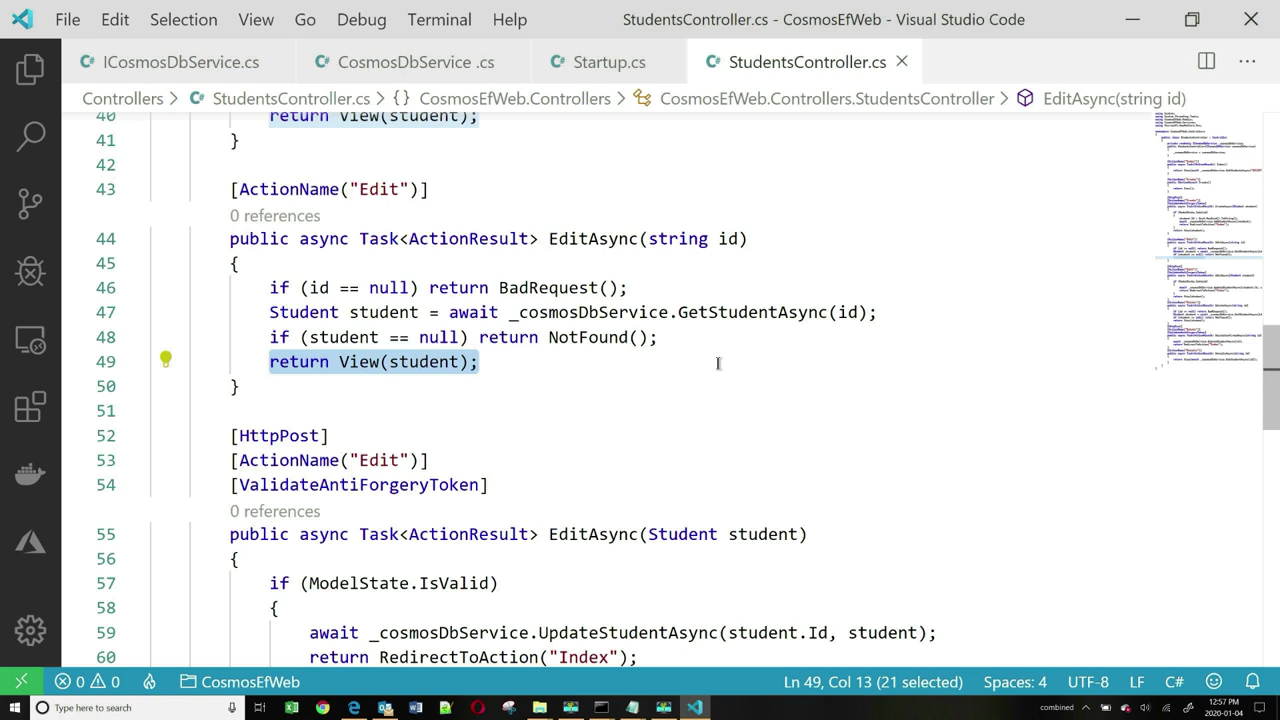 File Edit Selection View Go Debug Terminal Help StudentsController.cs - CosmosEfWeb - Visual Studio Code
ICosmosDbService.cs CosmosDbService .cs Startup.cs StudentsController.cs
Controllers > StudentsController.cs > {} CosmosEfWeb.Controllers > CosmosEfWeb.Controllers.StudentsController > EditAsync(string id)
40 return View(student);
41 }
42
43 [ActionName("Edit")]
0 references
44 public async Task<ActionResult> EditAsync(string id)
45 {
46 if (id == null) return BadRequest();
47 Student student = await _cosmosDbService.GetStudentAsync(id);
48 if (student == null) return NotFound();
49 return View(student);
50 }
51
52 [HttpPost]
53 [ActionName("Edit")]
54 [ValidateAntiForgeryToken]
0 references
55 public async Task<ActionResult> EditAsync(Student student)
56 {
57 if (ModelState.IsValid)
58 {
59 await _cosmosDbService.UpdateStudentAsync(student.Id, student);
60 return RedirectToAction("Index");
0 0 CosmosEfWeb Ln 49, Col 13 (21 selected) Spaces: 4 UTF-8 LF C#
Type here to search combined 12:57 PM
2020-01-04